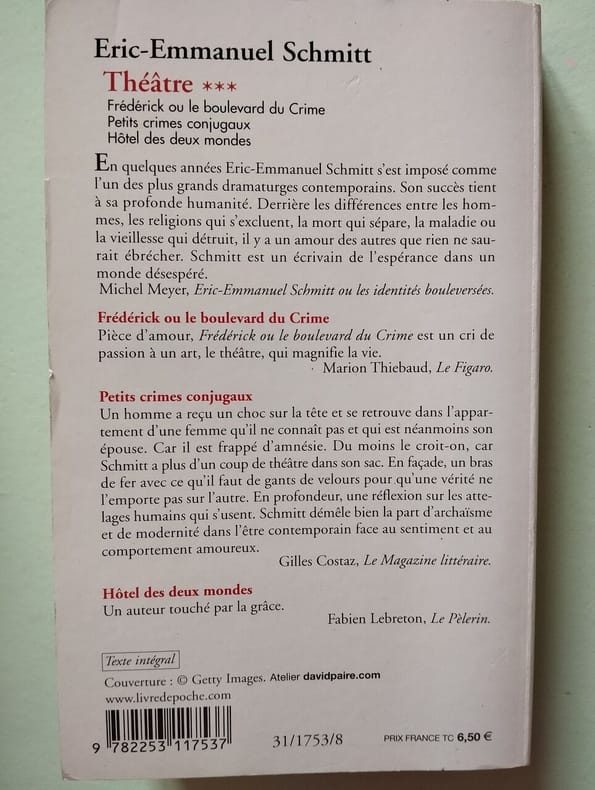 Eric-Emmanuel Schmitt
Théâtre ***
Frédérick ou le boulevard du Crime
Petits crimes conjugaux
Hôtel des deux mondes
En quelques années Eric-Emmanuel Schmitt s'est imposé comme
l'un des plus grands dramaturges contemporains. Son succès tient
à sa profonde humanité. Derrière les différences entre les hom-
mes, les religions qui s'excluent, la mort qui sépare, la maladie ou
la vieillesse qui détruit, il y a un amour des autres que rien ne sau-
rait ébrécher. Schmitt est un écrivain de l'espérance dans un
monde désespéré.
Michel Meyer, Eric-Emmanuel Schmitt ou les identités bouleversées.
Frédérick ou le boulevard du Crime
Pièce d'amour, Frédérick ou le boulevard du Crime est un cri de
passion à un art, le théâtre, qui magnifie la vie.
Marion Thiebaud, Le Figaro.
Petits crimes conjugaux
Un homme a reçu un choc sur la tête et se retrouve dans l'appar-
tement d'une femme qu'il ne connaît pas et qui est néanmoins son
épouse. Car il est frappé d'amnésie. Du moins le croit-on, car
Schmitt a plus d'un coup de théâtre dans son sac. En façade, un bras
de fer avec ce qu'il faut de gants de velours pour qu'une vérité ne
l'emporte pas sur l'autre. En profondeur, une réflexion sur les atte-
lages humains qui s'usent. Schmitt démêle bien la part d'archaïsme
et de modernité dans l'être contemporain face au sentiment et au
comportement amoureux.
Gilles Costaz, Le Magazine littéraire.
Hôtel des deux mondes
Un auteur touché par la grâce.
Fabien Lebreton, Le Pèlerin.
Texte intégral
Couverture : © Getty Images. Atelier davidpaire.com
www.livredepoche.com
9 782253 117537
31/1753/8
PRIX FRANCE TC 6,50 €